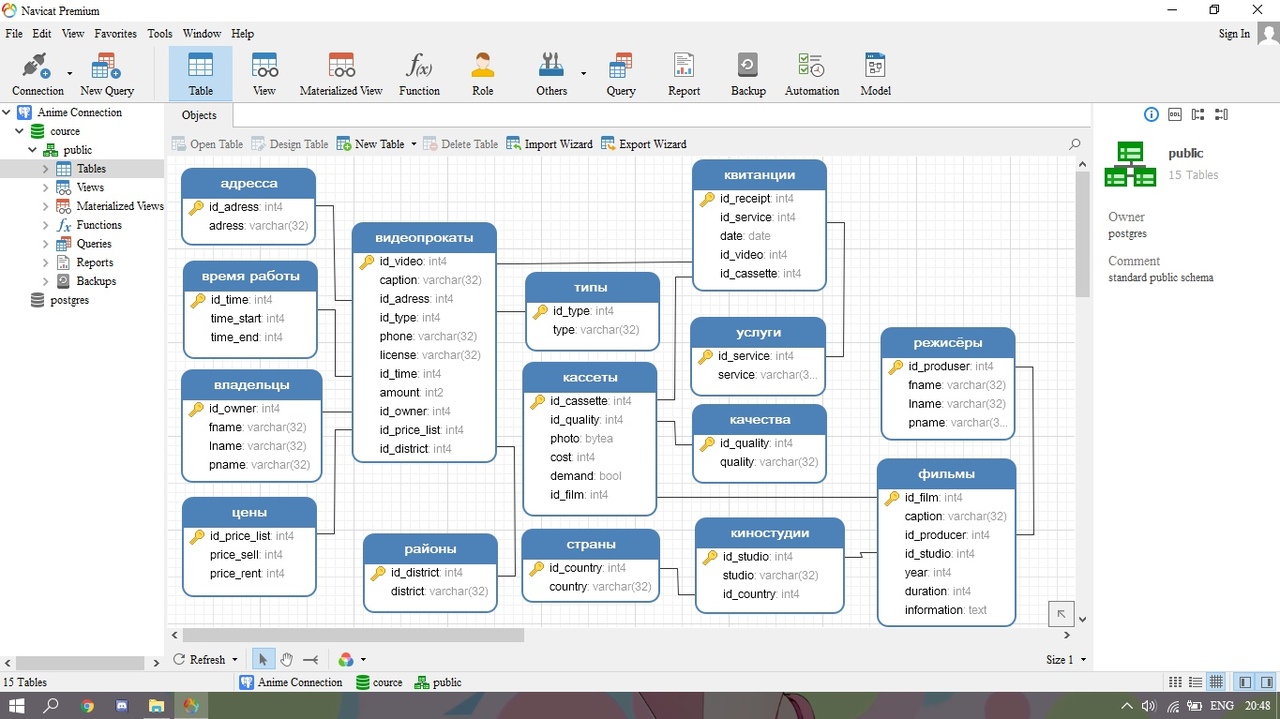 Navicat Premium
File Edit View Favorites Tools Window Help
Sign In
Connection
New Query
Table
View
Materialized View
Function
Role
Others
Query
Report
Backup
Automation
Model
Anime Connection
cource
public
Tables
Views
Materialized Views
Functions
Queries
Reports
Backups
postgres
Objects
Open Table Design Table New Table Delete Table Import Wizard Export Wizard
адресса
id_adress: int4
adress: varchar(32)
время работы
id_time: int4
time_start: int4
time_end: int4
владельцы
id_owner: int4
fname: varchar(32)
lname: varchar(32)
pname: varchar(32)
цены
id_price_list: int4
price_sell: int4
price_rent: int4
видеопрокаты
id_video: int4
caption: varchar(32)
id_adress: int4
id_type: int4
phone: varchar(32)
license: varchar(32)
id_time: int4
amount: int2
id_owner: int4
id_price_list: int4
id_district: int4
районы
id_district: int4
district: varchar(32)
типы
id_type: int4
type: varchar(32)
кассеты
id_cassette: int4
id_quality: int4
photo: bytea
cost: int4
demand: bool
id_film: int4
страны
id_country: int4
country: varchar(32)
квитанции
id_receipt: int4
id_service: int4
date: date
id_video: int4
id_cassette: int4
услуги
id_service: int4
service: varchar(3...
качества
id_quality: int4
quality: varchar(32)
киностудии
id_studio: int4
studio: varchar(32)
id_country: int4
режисёры
id_produser: int4
fname: varchar(32)
lname: varchar(32)
pname: varchar(3...
фильмы
id_film: int4
caption: varchar(32)
id_producer: int4
id_studio: int4
year: int4
duration: int4
information: text
DDL
public
15 Tables
Owner
postgres
Comment
standard public schema
Refresh
Size 1
15 Tables
Anime Connection cource public
ENG 20:48